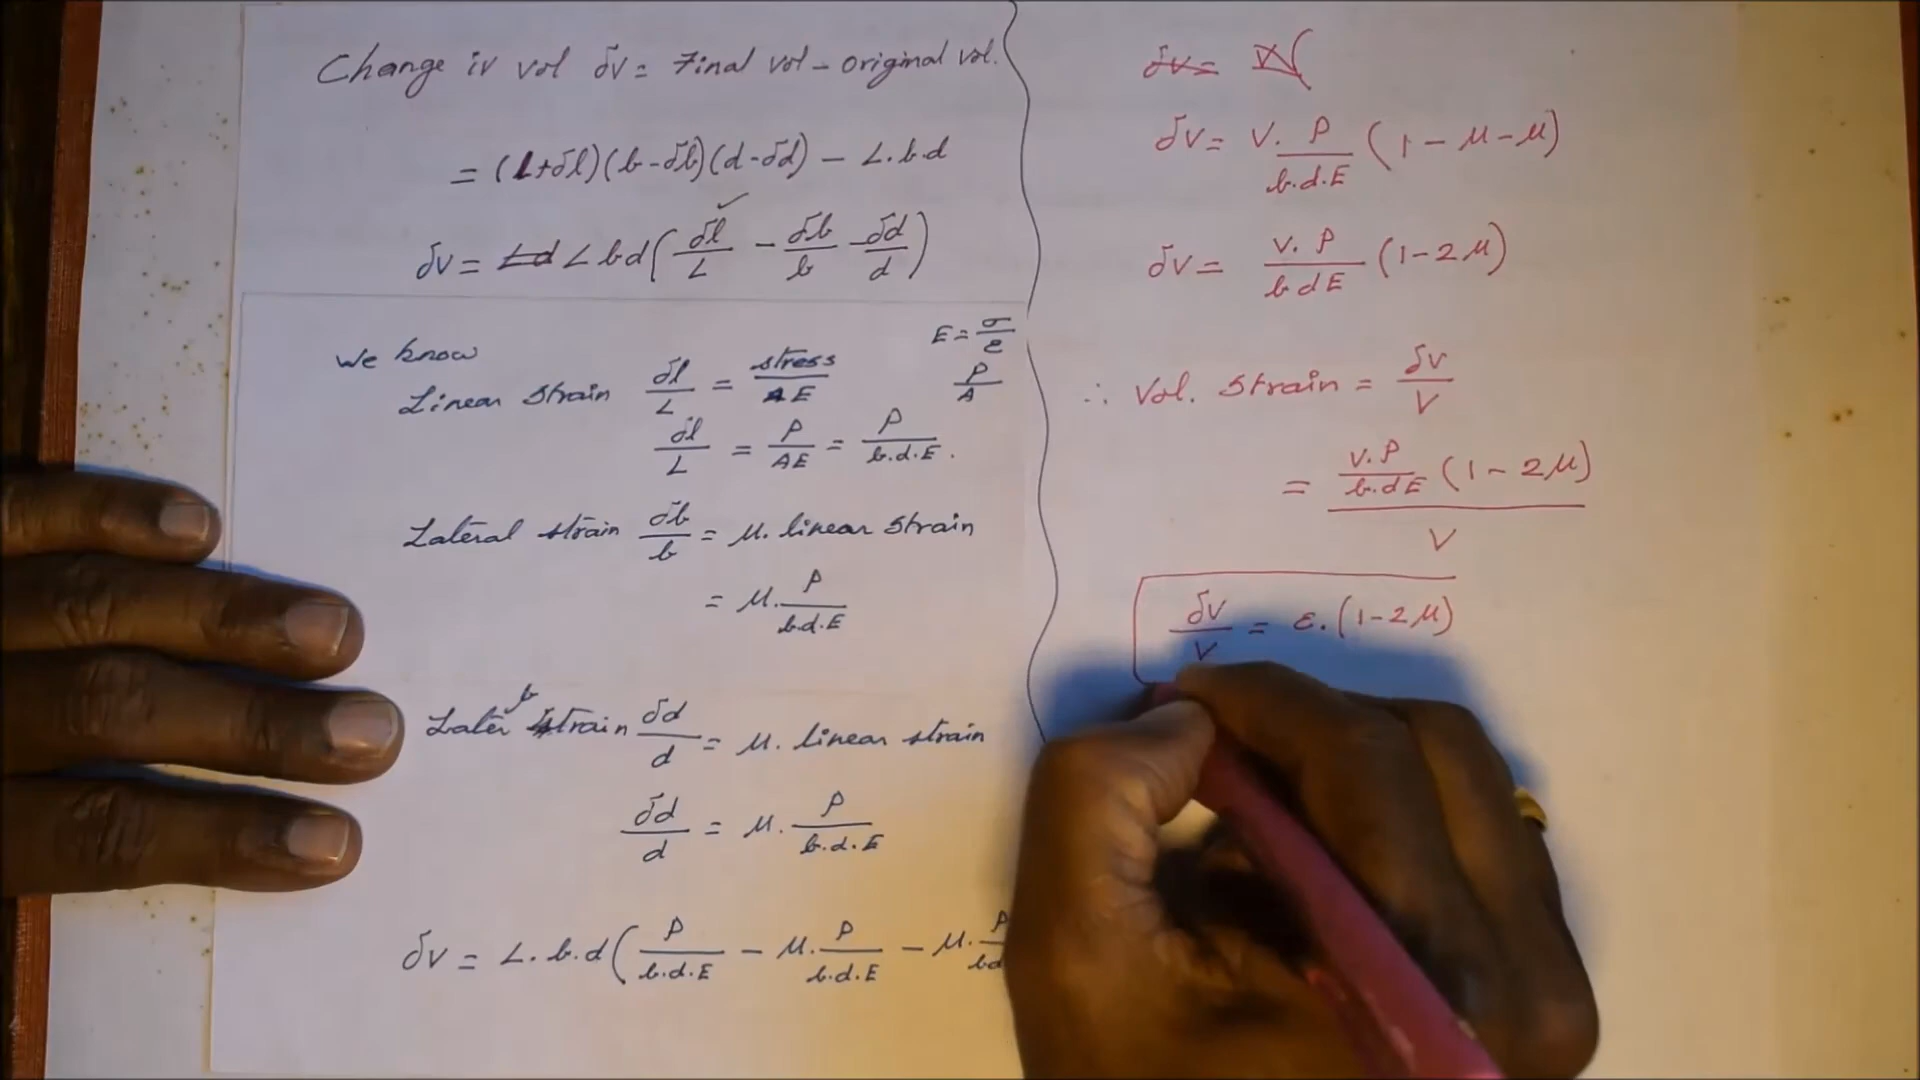 Change in vol δv = Final vol - original vol.
= (L+δl)(b-δb)(d-δd) - L.b.d
δv = L b d (δl/L - δb/b - δd/d)
We know
E = σ/ε
Linear strain δl/L = stress/E
P/A
δl/L = P/AE = P/b.d.E.
Lateral strain δb/b = μ. linear strain
= μ. P/b.d.E
Later strain δd/d = μ. linear strain
δd/d = μ. P/b.d.E
δv = L.b.d (P/b.d.E - μ. P/b.d.E - μ. P/bd
δv =
δv = V. P/b.d.E (1-μ-μ)
δv = V.P/b d E (1-2μ)
∴ Vol. strain = δv/V
= V.P/b.dE (1-2μ) / V
δv/V = ε.(1-2μ)